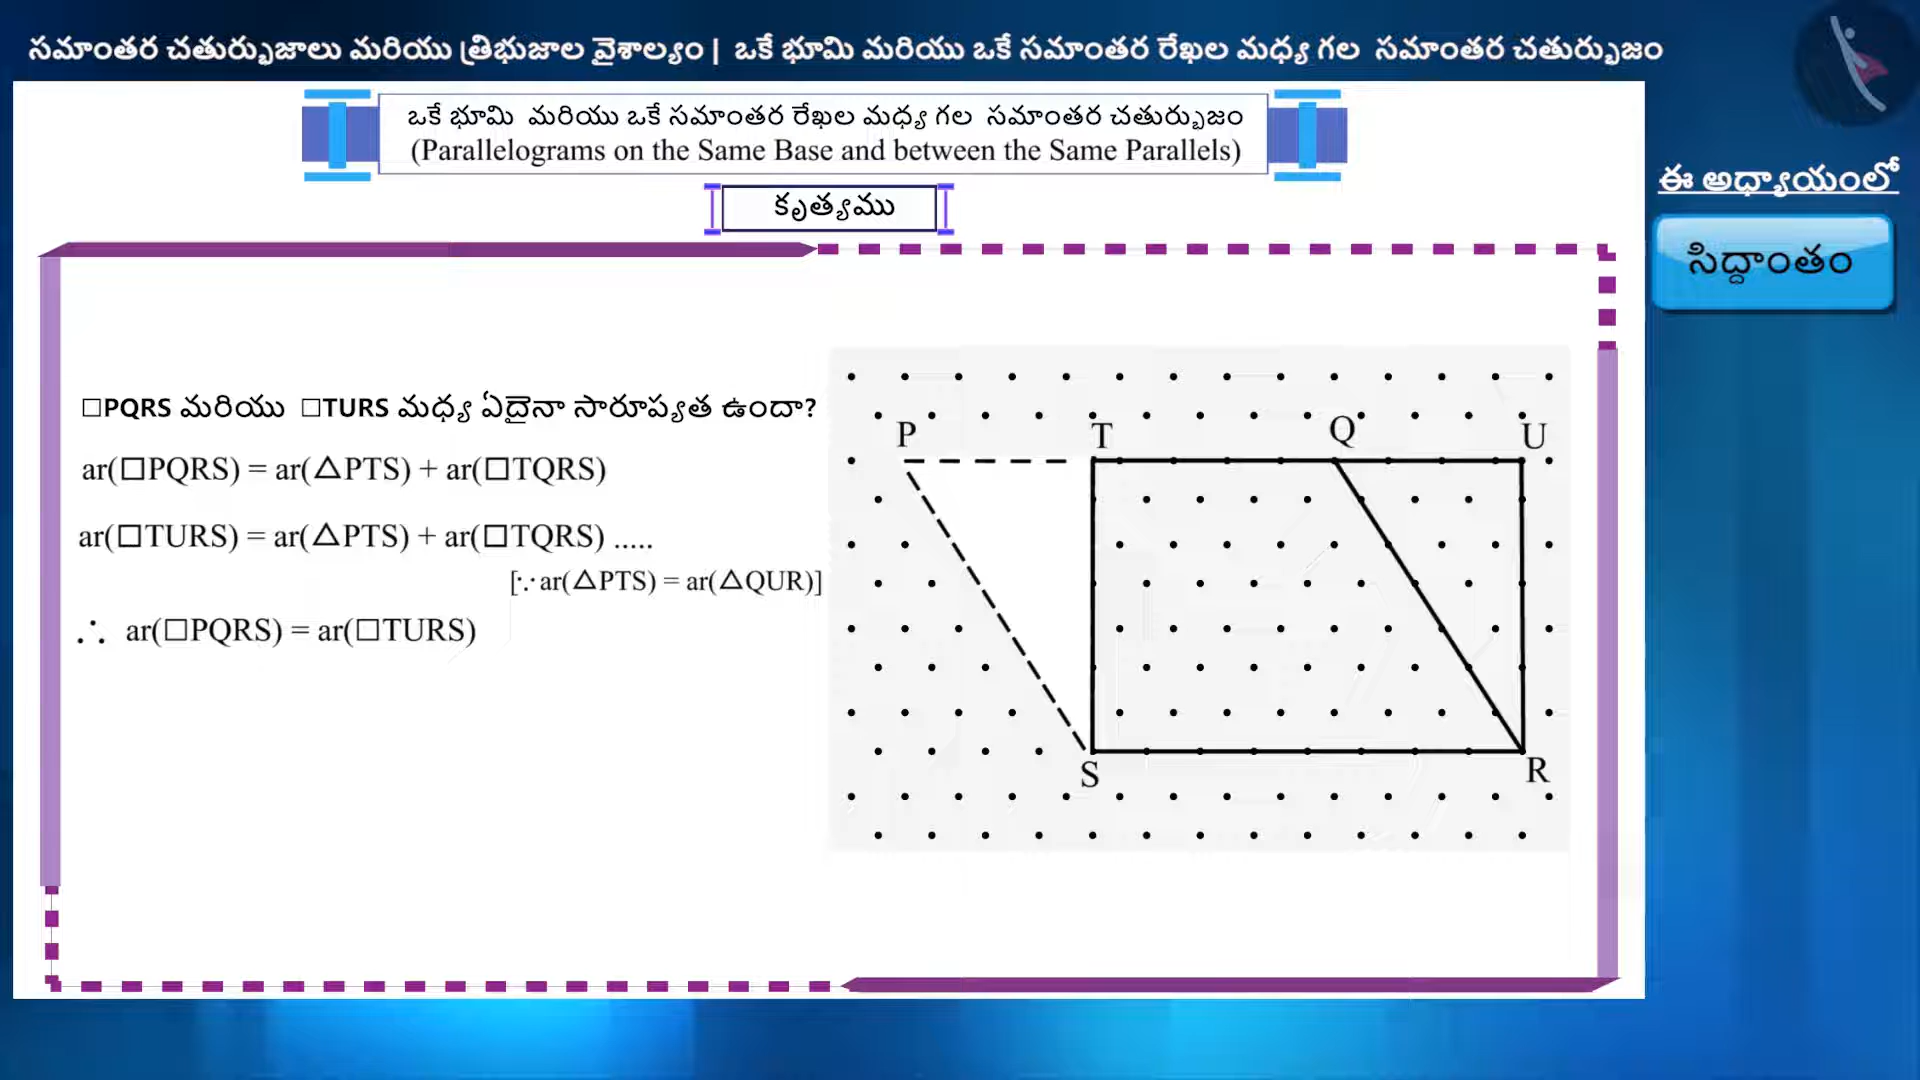 సమాంతర చతుర్భుజాలు మరియు త్రిభుజాల వైశాల్యం | ఒకే భూమి మరియు ఒకే సమాంతర రేఖల మధ్య గల సమాంతర చతుర్భుజం
ఒకే భూమి మరియు ఒకే సమాంతర రేఖల మధ్య గల సమాంతర చతుర్భుజం
(Parallelograms on the Same Base and between the Same Parallels)
కృత్యము
ఈ అధ్యాయంలో
సిద్ధాంతం
□PQRS మరియు □TURS మధ్య ఏదైనా సారూప్యత ఉందా?
ar(□PQRS) = ar(△PTS) + ar(□TQRS)
ar(□TURS) = ar(△PTS) + ar(□TQRS) .....
[∵ ar(△PTS) = ar(△QUR)]
∴ ar(□PQRS) = ar(□TURS)
P T Q U
S R